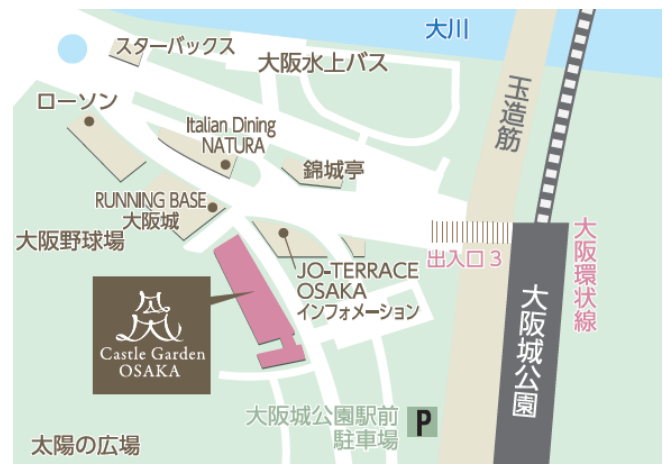 大川
スターバックス
大阪水上バス
玉造筋
ローソン
Italian Dining
NATURA
錦城亭
RUNNING BASE
大阪城
大阪野球場
出入口 3
大阪環状線
JO-TERRACE
OSAKA
インフォメーション
大阪城公園
Castle Garden
OSAKA
大阪城公園駅前
駐車場
P
太陽の広場